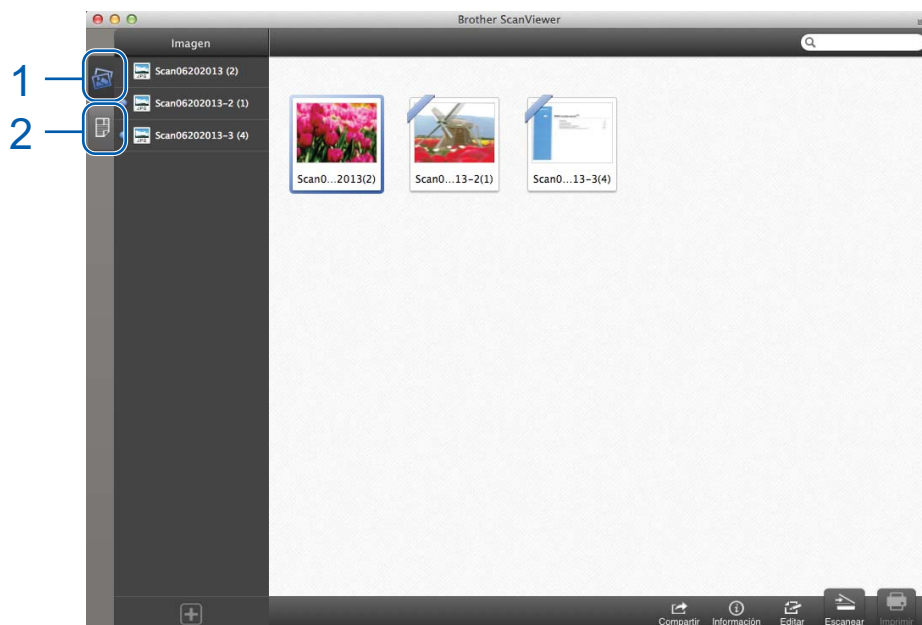 Brother ScanViewer
Imagen
1
Scan06202013 (2)
Scan06202013-2 (1)
2
Scan06202013-3 (4)
Scan0...2013(2)
Scan0...13-2(1)
Scan0...13-3(4)
Compartir
Información
Editar
Escanear
Imprimir